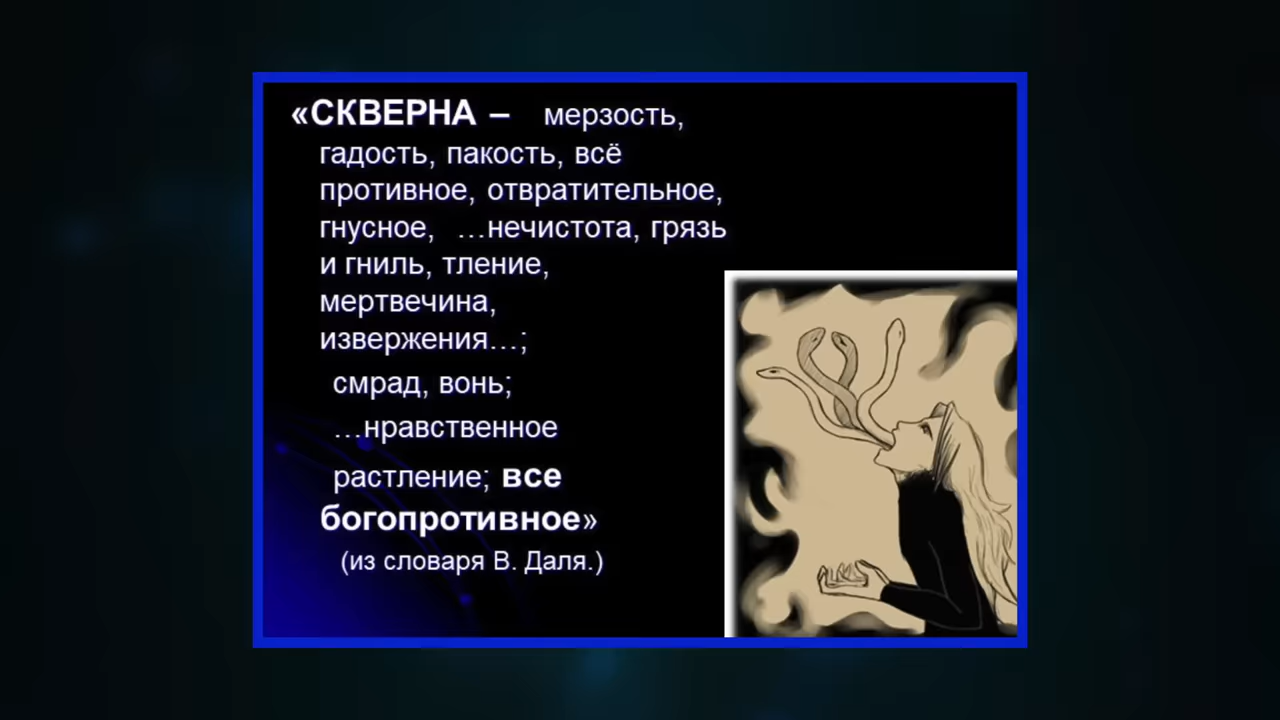 «СКВЕРНА – мерзость,
гадость, пакость, всё
противное, отвратительное,
гнусное, …нечистота, грязь
и гниль, тление,
мертвечина,
извержения…;
смрад, вонь;
…нравственное
растление; все
богопротивное»
(из словаря В. Даля.)